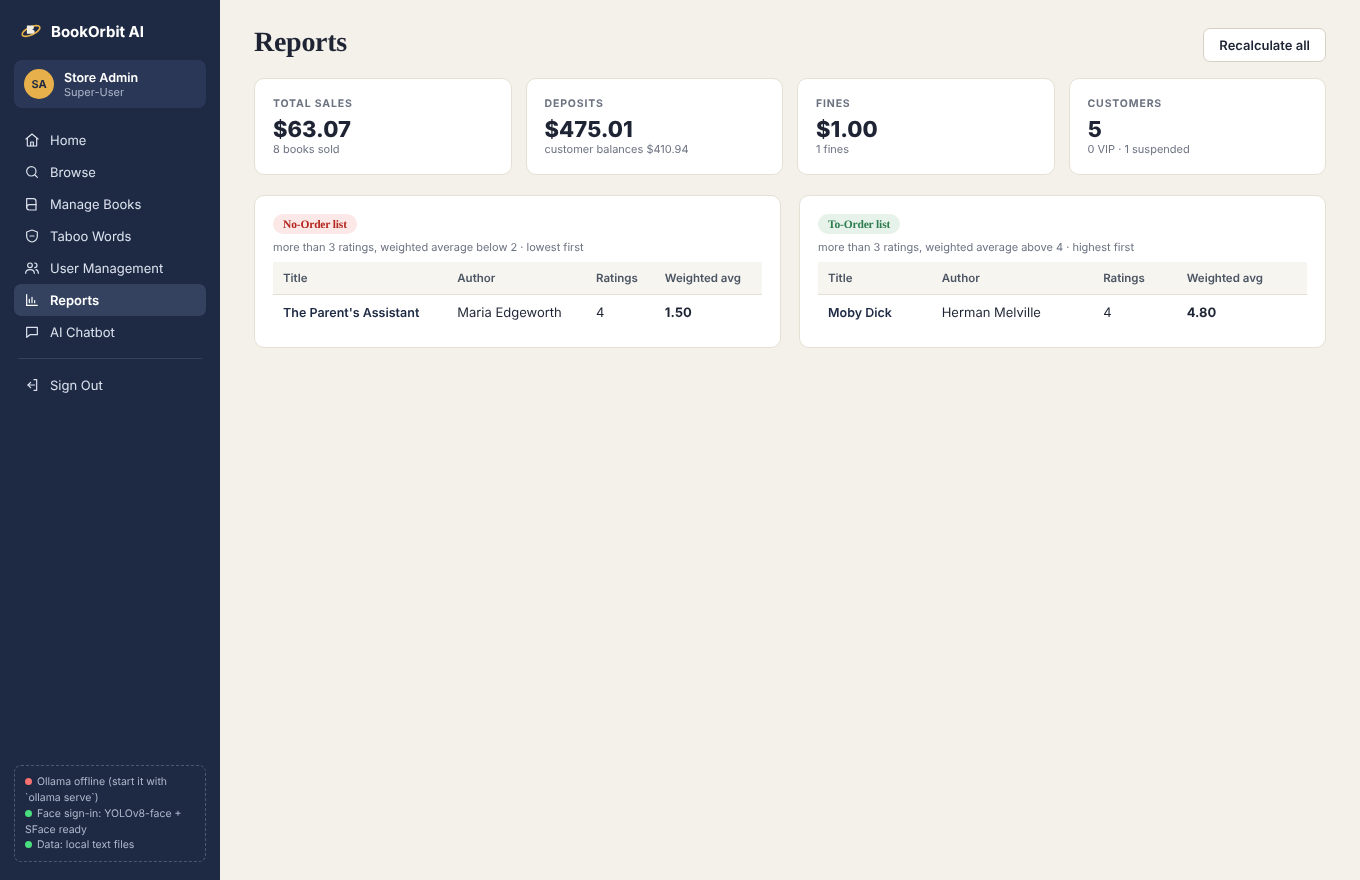 BookOrbit AI
SA
Store Admin
Super-User
Home
Browse
Manage Books
Taboo Words
User Management
Reports
AI Chatbot
Sign Out
Ollama offline (start it with
`ollama serve`)
Face sign-in: YOLOv8-face +
SFace ready
Data: local text files
Reports
Recalculate all
TOTAL SALES
$63.07
8 books sold
DEPOSITS
$475.01
customer balances $410.94
FINES
$1.00
1 fines
CUSTOMERS
5
0 VIP · 1 suspended
No-Order list
more than 3 ratings, weighted average below 2 · lowest first
Title Author Ratings Weighted avg
The Parent's Assistant Maria Edgeworth 4 1.50
To-Order list
more than 3 ratings, weighted average above 4 · highest first
Title Author Ratings Weighted avg
Moby Dick Herman Melville 4 4.80